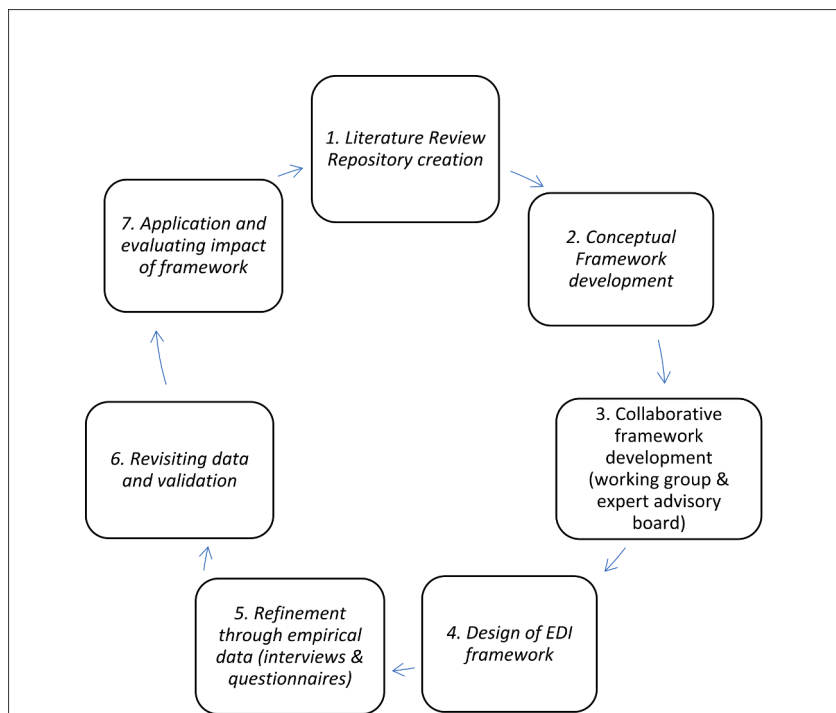 1. Literature Review
Repository creation
2. Conceptual
Framework
development
3. Collaborative
framework
development
(working group &
expert advisory
board)
4. Design of EDI
framework
5. Refinement
through empirical
data (interviews &
questionnaires)
6. Revisiting data
and validation
7. Application and
evaluating impact
of framework